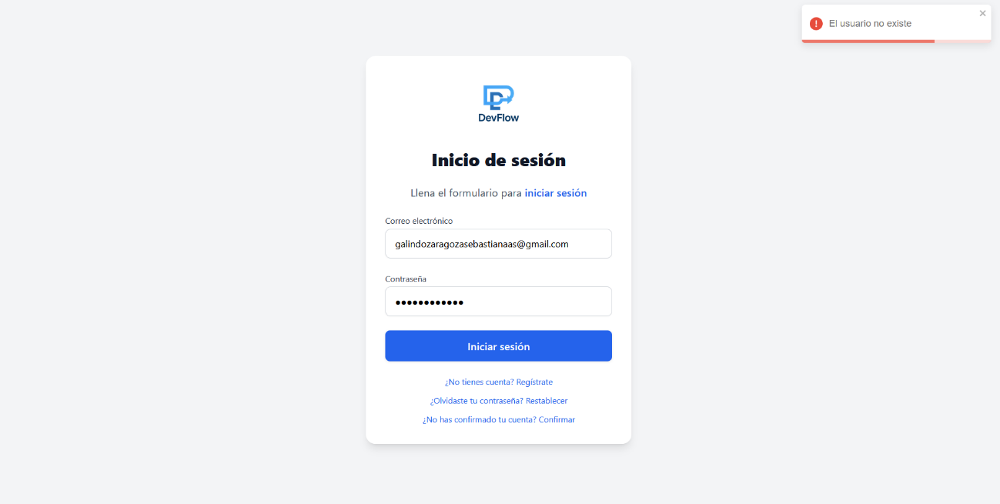 El usuario no existe
DevFlow
Inicio de sesión
Llena el formulario para iniciar sesión
Correo electrónico
galindozaragozasebastianaas@gmail.com
Contraseña
Iniciar sesión
¿No tienes cuenta? Regístrate
¿Olvidaste tu contraseña? Restablecer
¿No has confirmado tu cuenta? Confirmar